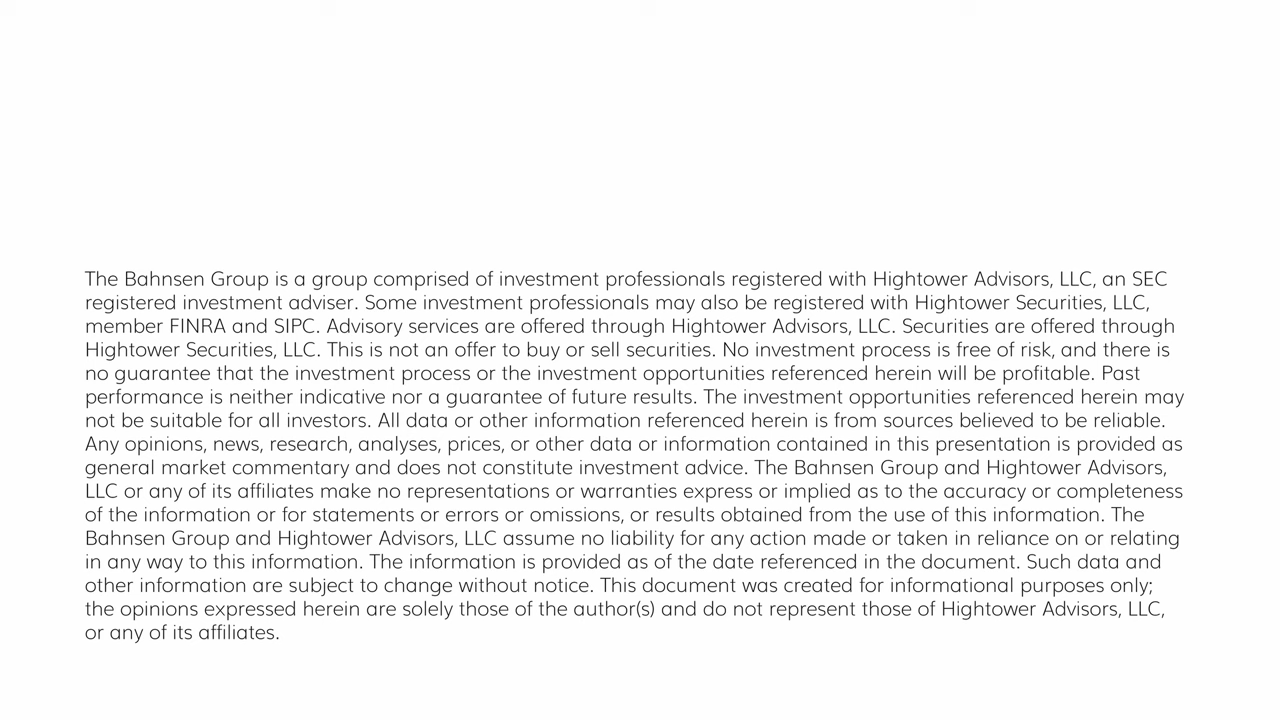 The Bahnsen Group is a group comprised of investment professionals registered with Hightower Advisors, LLC, an SEC
registered investment adviser. Some investment professionals may also be registered with Hightower Securities, LLC,
member FINRA and SIPC. Advisory services are offered through Hightower Advisors, LLC. Securities are offered through
Hightower Securities, LLC. This is not an offer to buy or sell securities. No investment process is free of risk, and there is
no guarantee that the investment process or the investment opportunities referenced herein will be profitable. Past
performance is neither indicative nor a guarantee of future results. The investment opportunities referenced herein may
not be suitable for all investors. All data or other information referenced herein is from sources believed to be reliable.
Any opinions, news, research, analyses, prices, or other data or information contained in this presentation is provided as
general market commentary and does not constitute investment advice. The Bahnsen Group and Hightower Advisors,
LLC or any of its affiliates make no representations or warranties express or implied as to the accuracy or completeness
of the information or for statements or errors or omissions, or results obtained from the use of this information. The
Bahnsen Group and Hightower Advisors, LLC assume no liability for any action made or taken in reliance on or relating
in any way to this information. The information is provided as of the date referenced in the document. Such data and
other information are subject to change without notice. This document was created for informational purposes only;
the opinions expressed herein are solely those of the author(s) and do not represent those of Hightower Advisors, LLC,
or any of its affiliates.